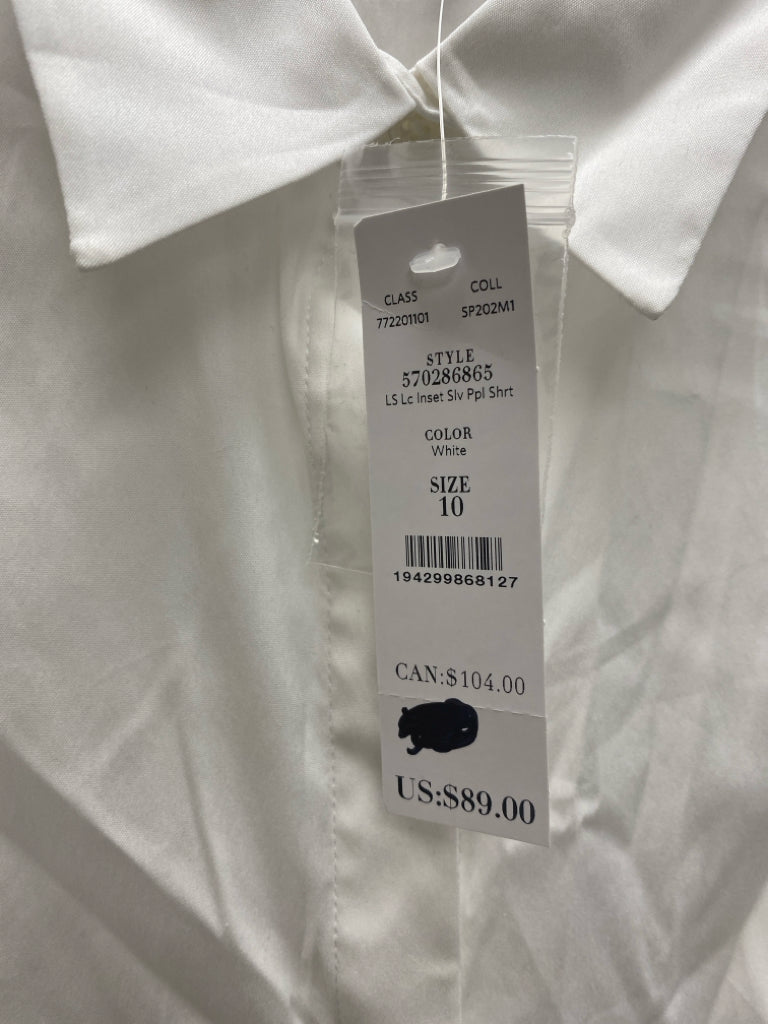 CLASS COLL
772201101 SP202M1
STYLE
570286865
LS Lc Inset Slv Ppl Shrt
COLOR
White
SIZE
10
194299868127
CAN:$104.00
US:$89.00